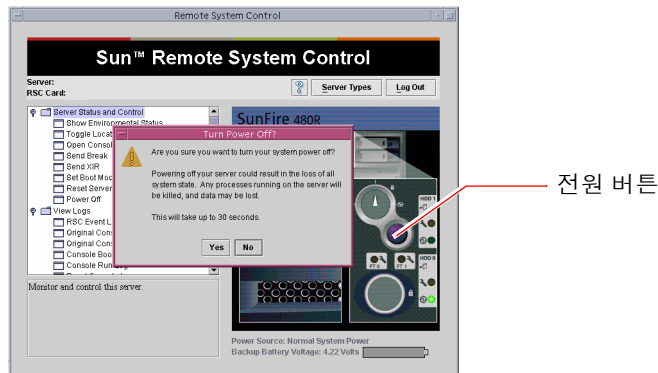 Remote System Control
Sun™ Remote System Control
Server:
RSC Card:
Server Types
Log Out
Server Status and Control
Show Environmental Status
Toggle Locat
Open Consol
Send Break
Send XIR
Set Boot Mod
Reset Server
Power Off
View Logs
RSC Event L
Original Cons
Original Cons
Console Boo
Console Run Log
Monitor and control this server.
SunFire 480R
Turn Power Off?
Are you sure you want to turn your system power off?
Powering off your server could result in the loss of all
system state. Any processes running on the server will
be killed, and data may be lost.
This will take up to 30 seconds.
Yes
No
HDD 1
FT 0
FT 1
HDD 0
전원 버튼
Power Source: Normal System Power
Backup Battery Voltage: 4.22 Volts